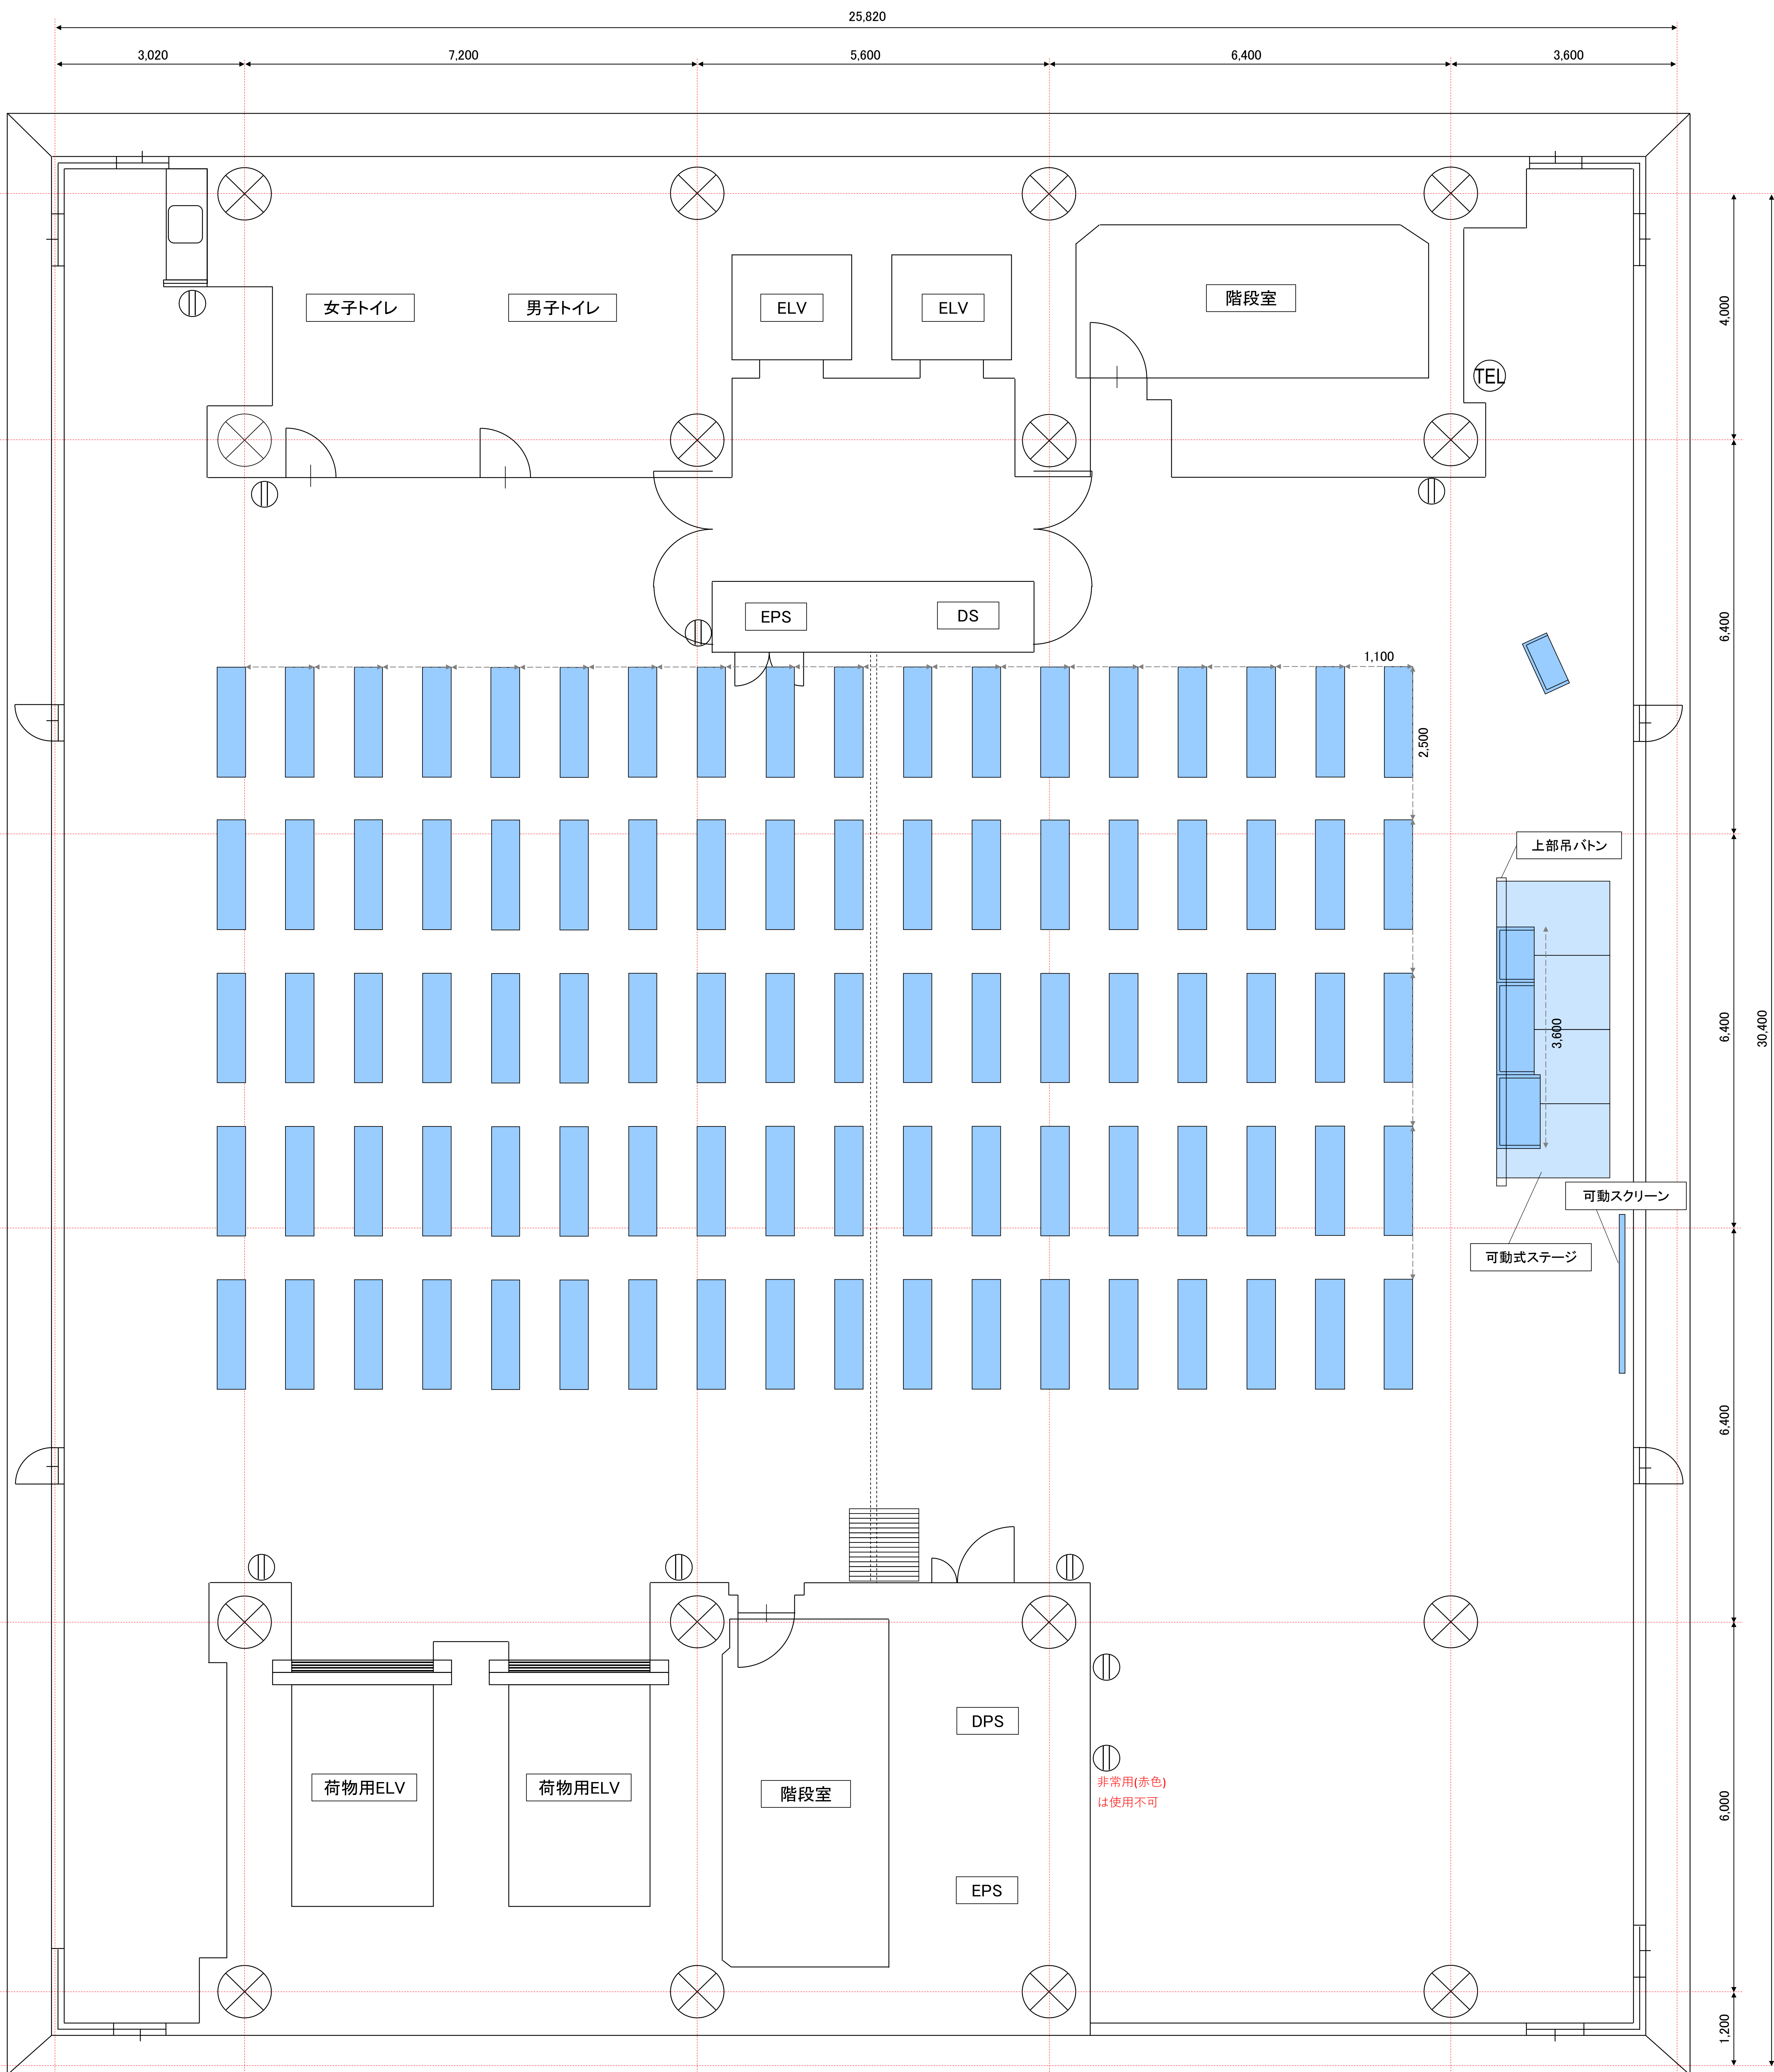 25,820
3,020
7,200
5,600
6,400
3,600
女子トイレ
男子トイレ
ELV
ELV
階段室
4,000
TEL
EPS
DS
6,400
1,100
2,500
上部吊バトン
3,600
6,400
30,400
可動スクリーン
可動式ステージ
6,400
DPS
荷物用ELV
荷物用ELV
階段室
非常用(赤色)
は使用不可
6,000
EPS
1,200